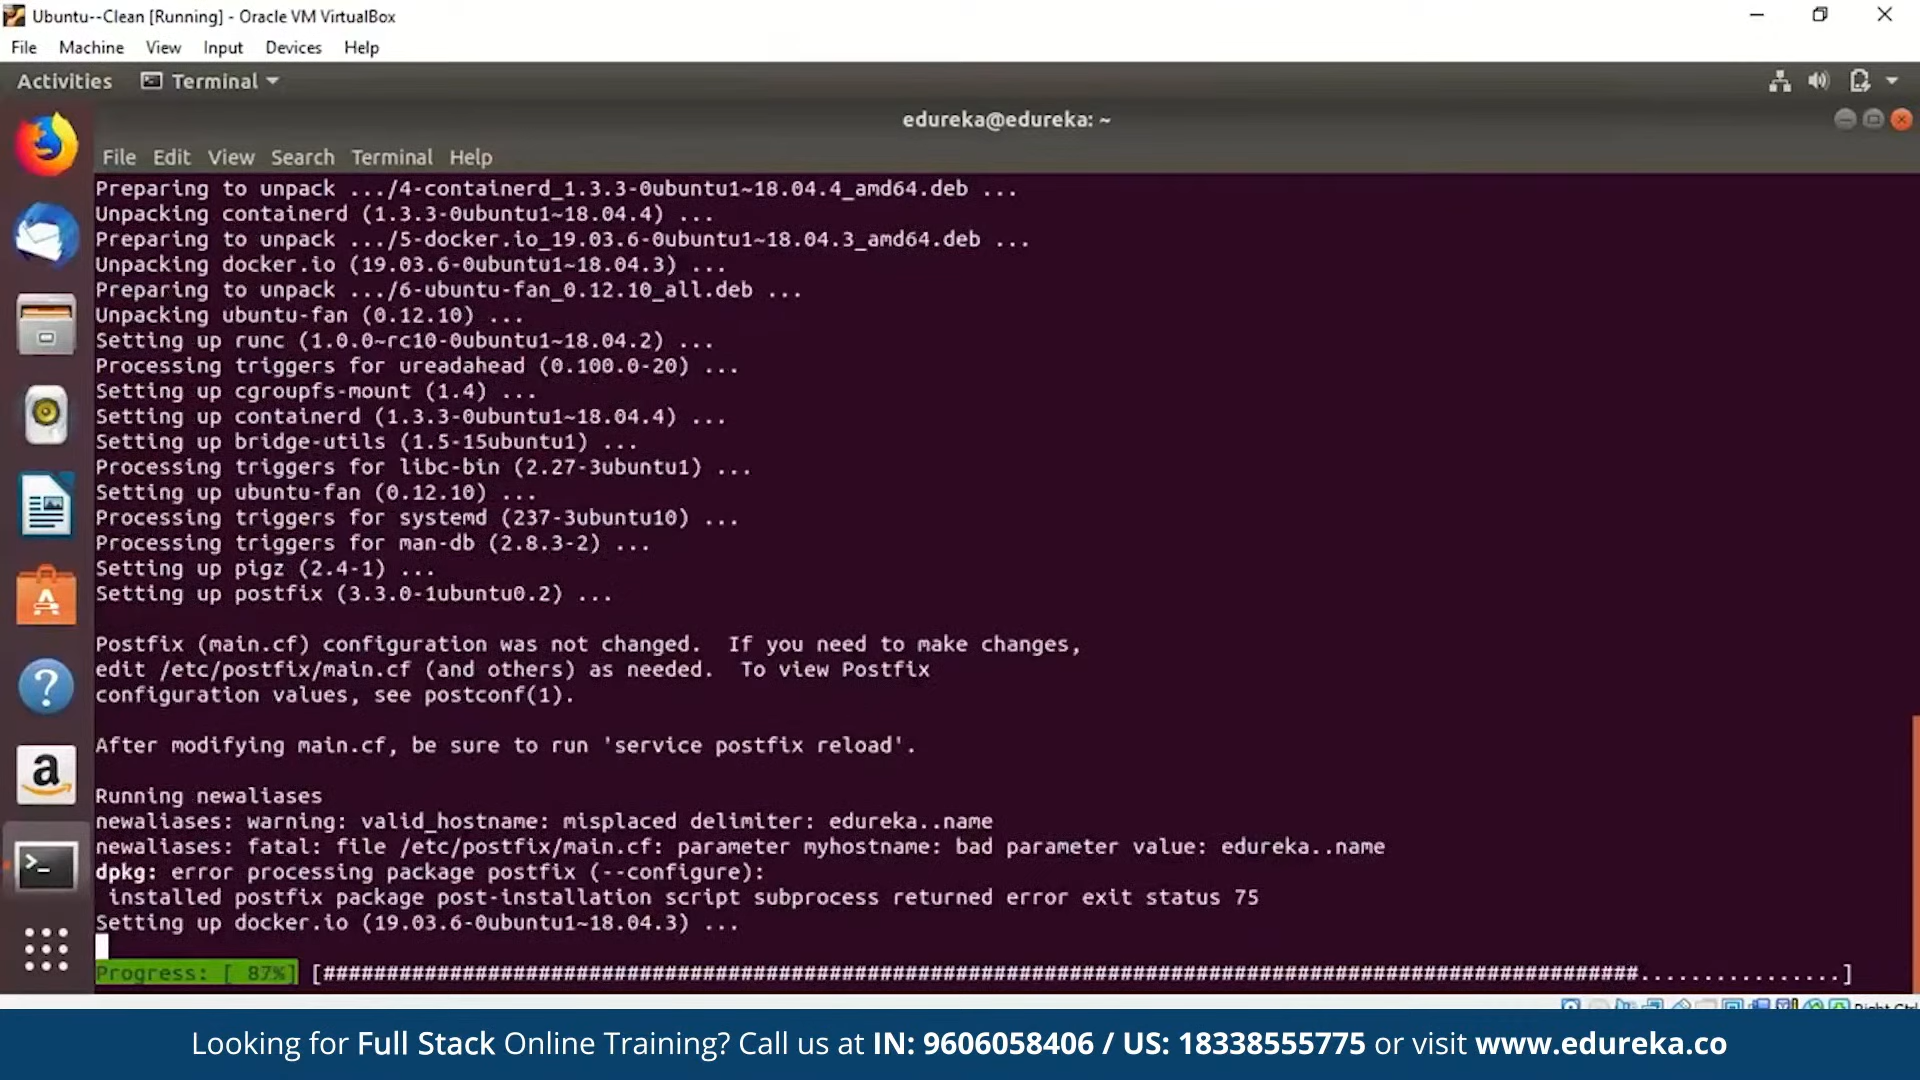 Ubuntu--Clean [Running] - Oracle VM VirtualBox
File Machine View Input Devices Help
Activities Terminal
edureka@edureka: ~
File Edit View Search Terminal Help
Preparing to unpack .../4-containerd_1.3.3-0ubuntu1~18.04.4_amd64.deb ...
Unpacking containerd (1.3.3-0ubuntu1~18.04.4) ...
Preparing to unpack .../5-docker.io_19.03.6-0ubuntu1~18.04.3_amd64.deb ...
Unpacking docker.io (19.03.6-0ubuntu1~18.04.3) ...
Preparing to unpack .../6-ubuntu-fan_0.12.10_all.deb ...
Unpacking ubuntu-fan (0.12.10) ...
Setting up runc (1.0.0~rc10-0ubuntu1~18.04.2) ...
Processing triggers for ureadahead (0.100.0-20) ...
Setting up cgroupfs-mount (1.4) ...
Setting up containerd (1.3.3-0ubuntu1~18.04.4) ...
Setting up bridge-utils (1.5-15ubuntu1) ...
Processing triggers for libc-bin (2.27-3ubuntu1) ...
Setting up ubuntu-fan (0.12.10) ...
Processing triggers for systemd (237-3ubuntu10) ...
Processing triggers for man-db (2.8.3-2) ...
Setting up pigz (2.4-1) ...
Setting up postfix (3.3.0-1ubuntu0.2) ...
Postfix (main.cf) configuration was not changed.  If you need to make changes,
edit /etc/postfix/main.cf (and others) as needed.  To view Postfix
configuration values, see postconf(1).
After modifying main.cf, be sure to run 'service postfix reload'.
Running newaliases
newaliases: warning: valid_hostname: misplaced delimiter: edureka..name
newaliases: fatal: file /etc/postfix/main.cf: parameter myhostname: bad parameter value: edureka..name
dpkg: error processing package postfix (--configure):
installed postfix package post-installation script subprocess returned error exit status 75
Setting up docker.io (19.03.6-0ubuntu1~18.04.3) ...
Progress: [ 87%] [########################################################################################################................]
Right Ctrl
Looking for Full Stack Online Training? Call us at IN: 9606058406 / US: 18338555775 or visit www.edureka.co